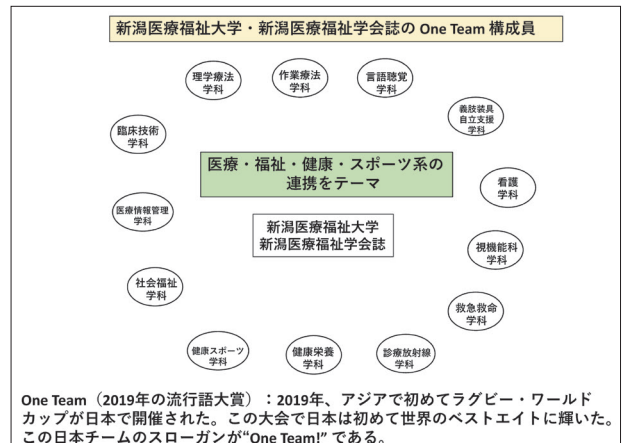 新潟医療福祉大学・新潟医療福祉学会誌の One Team 構成員
理学療法
学科
作業療法
学科
言語聴覚
学科
義肢装具
自立支援
学科
臨床技術
学科
医療・福祉・健康・スポーツ系の
連携をテーマ
看護
学科
医療情報管理
学科
新潟医療福祉大学
新潟医療福祉学会誌
視機能科
学科
社会福祉
学科
救急救命
学科
健康スポーツ
学科
健康栄養
学科
診療放射線
学科
One Team（2019年の流行語大賞）：2019年、アジアで初めてラグビー・ワールド
カップが日本で開催された。この大会で日本は初めて世界のベストエイトに輝いた。
この日本チームのスローガンが“One Team!” である。